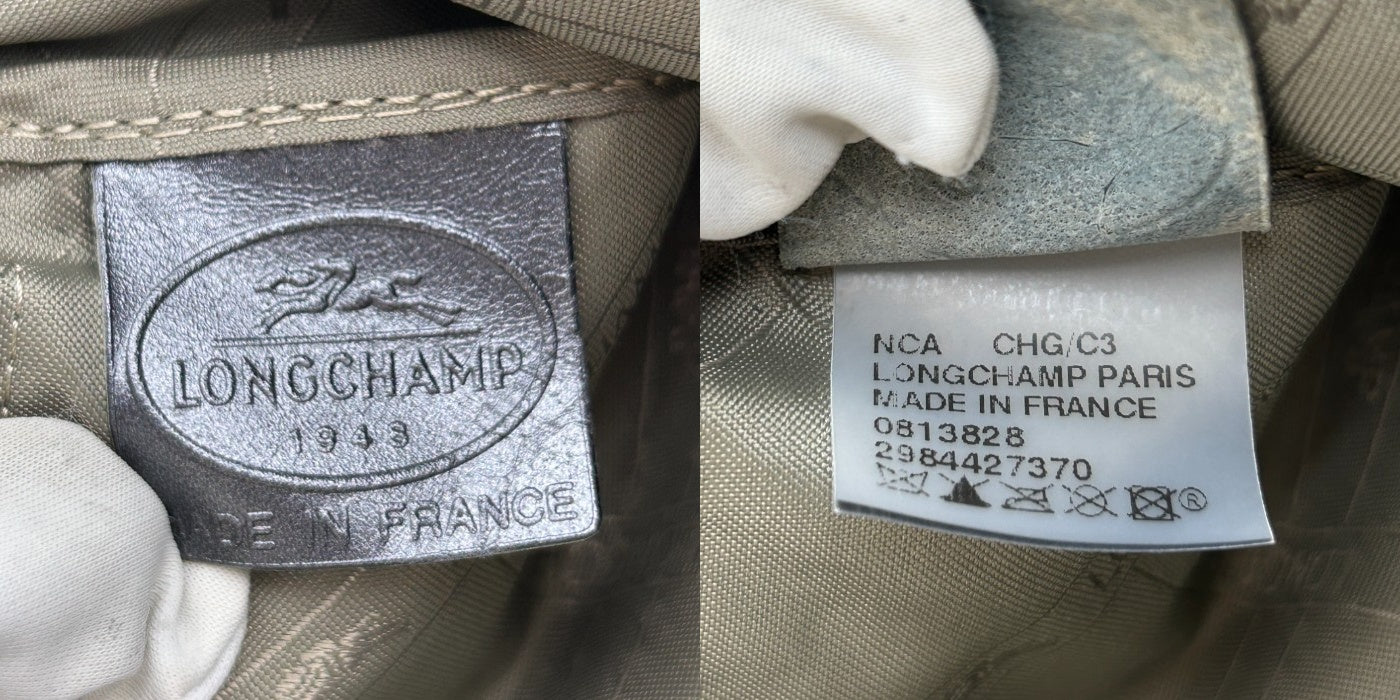 LONGCHAMP
1948
MADE IN FRANCE
NCA CHG/C3
LONGCHAMP PARIS
MADE IN FRANCE
0813828
2984427370
®